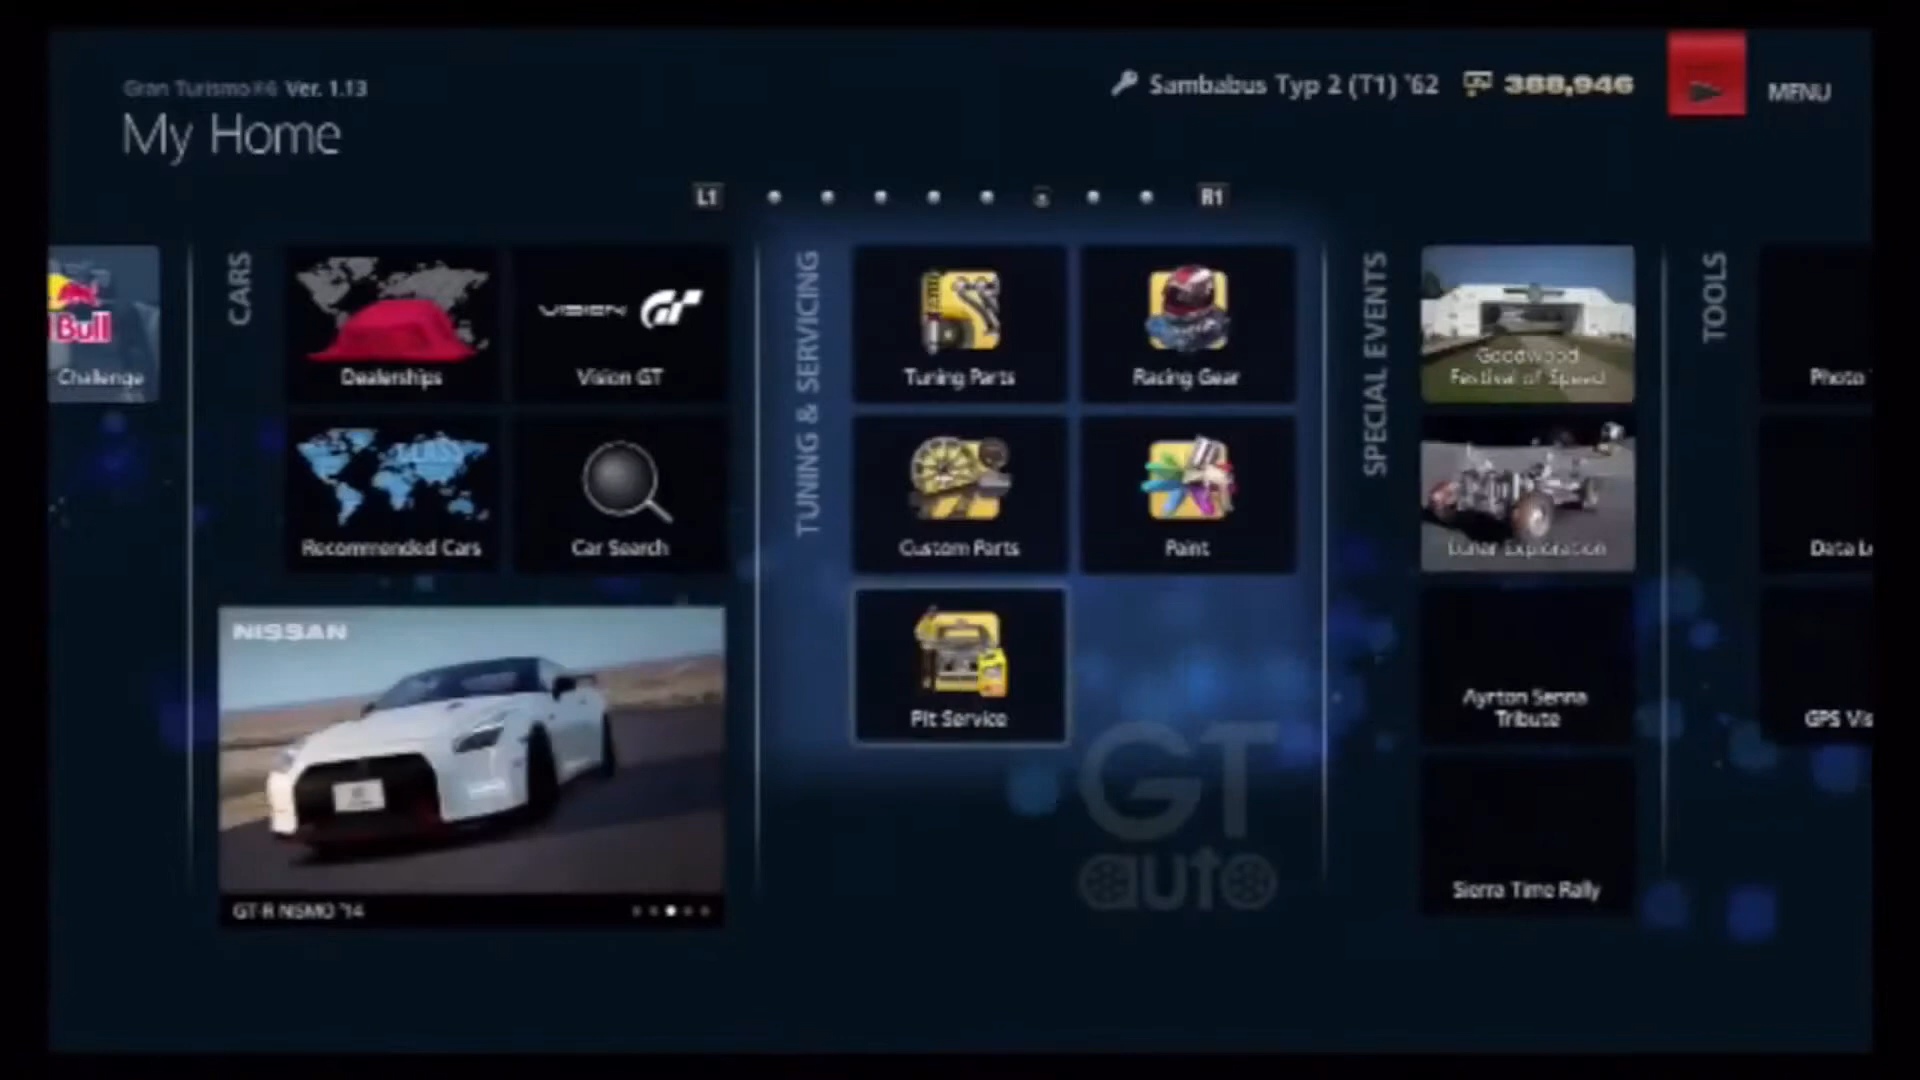 Gran Turismo®6 Ver. 1.13
My Home
Sambabus Typ 2 (T1) '62
388,946
MENU
L1
R1
Bull
Challenge
CARS
Dealerships
VISION GT
Vision GT
Recommended Cars
Car Search
NISSAN
GT-R NISMO '14
TUNING & SERVICING
Tuning Parts
Racing Gear
Custom Parts
Paint
Pit Service
GT
auto
SPECIAL EVENTS
Goodwood
Festival of Speed
Lunar Exploration
Ayrton Senna
Tribute
Sierra Time Rally
TOOLS
Photo
Data
GPS